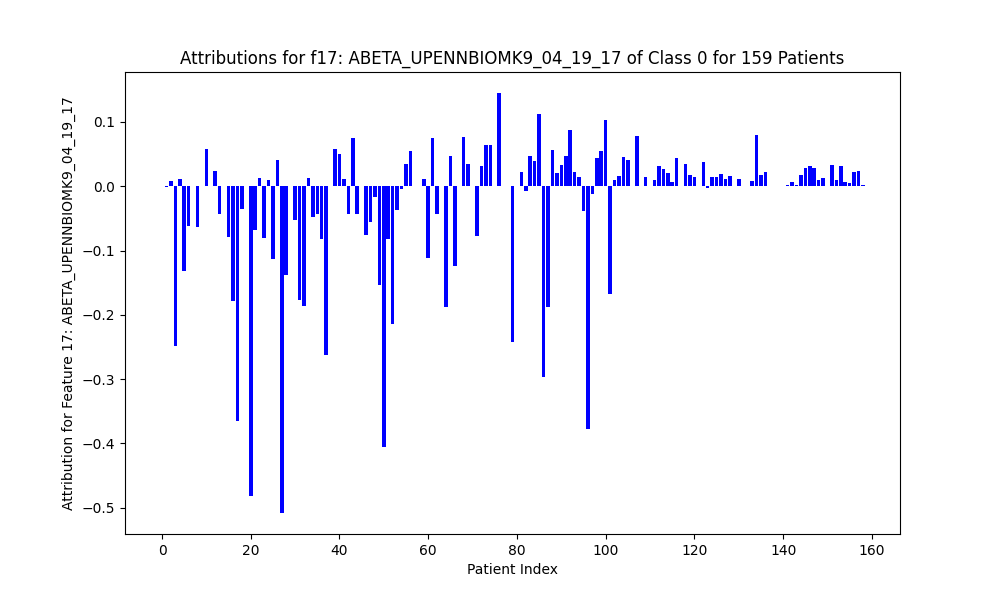 Attributions for f17: ABETA_UPENNBIOMK9_04_19_17 of Class 0 for 159 Patients
Attribution for Feature 17: ABETA_UPENNBIOMK9_04_19_17
0.1
0.0
−0.1
−0.2
−0.3
−0.4
−0.5
0 20 40 60 80 100 120 140 160
Patient Index